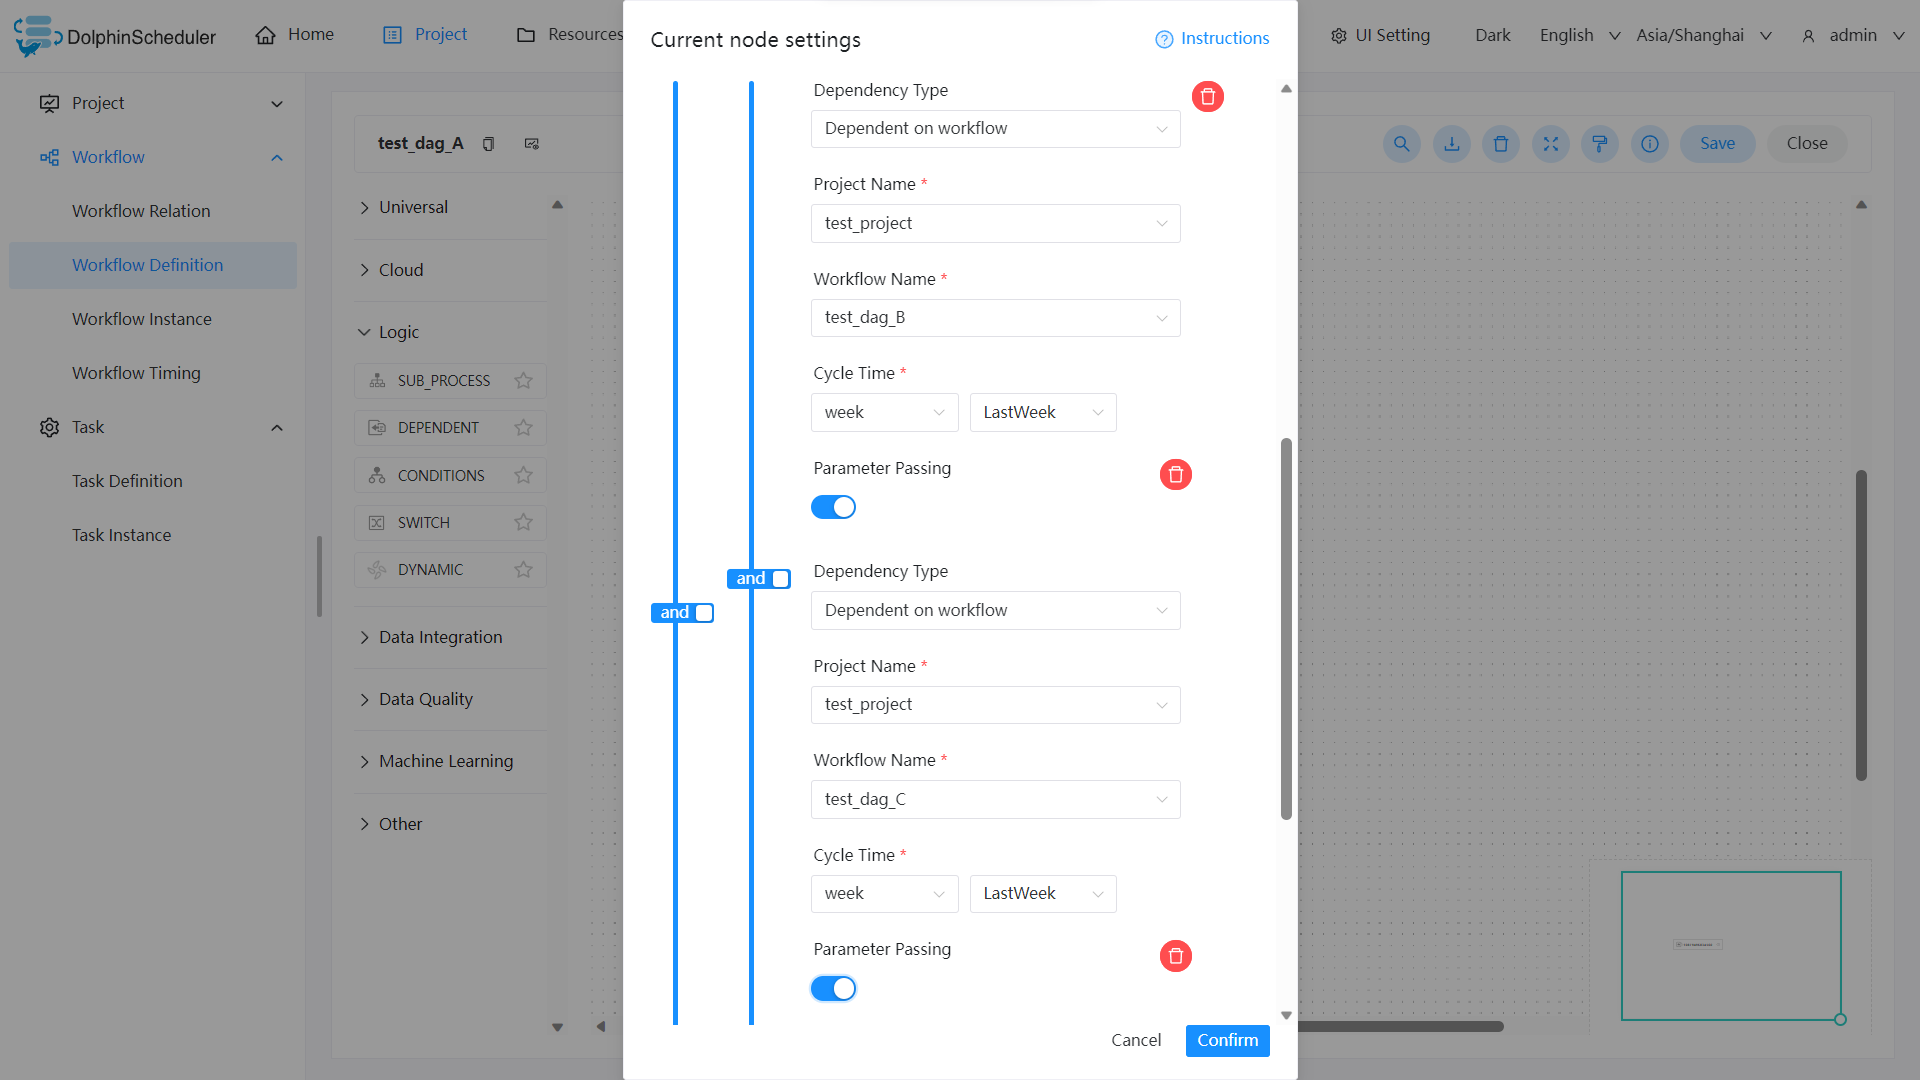 DolphinScheduler
Home
Project
Resources
UI Setting
Dark
English
Asia/Shanghai
admin
Project
Workflow
Workflow Relation
Workflow Definition
Workflow Instance
Workflow Timing
Task
Task Definition
Task Instance
test_dag_A
Save
Close
Universal
Cloud
Logic
SUB_PROCESS
DEPENDENT
CONDITIONS
SWITCH
DYNAMIC
Data Integration
Data Quality
Machine Learning
Other
Current node settings
Instructions
Dependency Type
Dependent on workflow
Project Name *
test_project
Workflow Name *
test_dag_B
Cycle Time *
week LastWeek
Parameter Passing
and
and
Dependency Type
Dependent on workflow
Project Name *
test_project
Workflow Name *
test_dag_C
Cycle Time *
week LastWeek
Parameter Passing
Cancel
Confirm